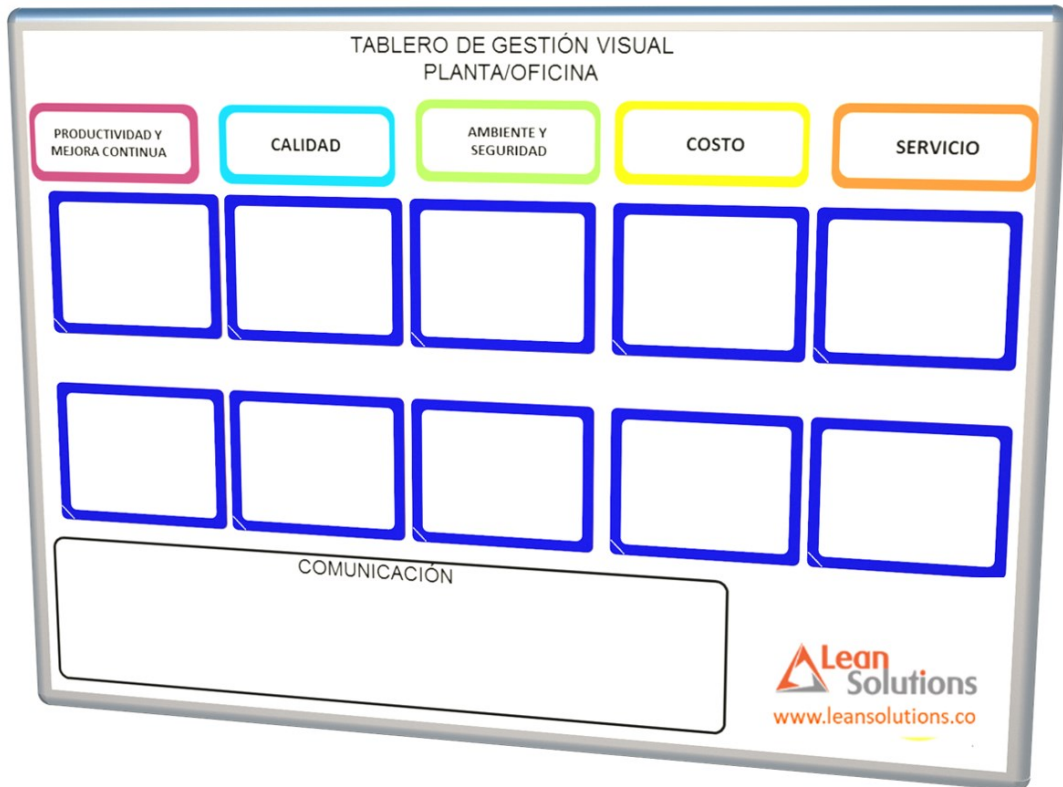 TABLERO DE GESTIÓN VISUAL
PLANTA/OFICINA
PRODUCTIVIDAD Y
MEJORA CONTINUA
CALIDAD
AMBIENTE Y
SEGURIDAD
COSTO
SERVICIO
COMUNICACIÓN
Lean
Solutions
www.leansolutions.co